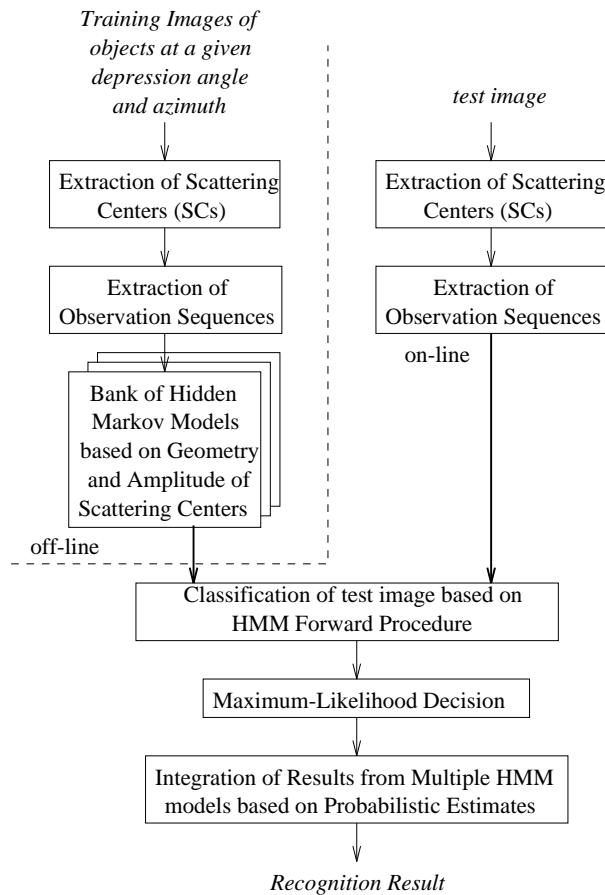 Training Images of
objects at a given
depression angle
and azimuth
Extraction of Scattering
Centers (SCs)
Extraction of
Observation Sequences
Bank of Hidden
Markov Models
based on Geometry
and Amplitude of
Scattering Centers
off-line
test image
Extraction of Scattering
Centers (SCs)
Extraction of
Observation Sequences
on-line
Classification of test image based on
HMM Forward Procedure
Maximum-Likelihood Decision
Integration of Results from Multiple HMM
models based on Probabilistic Estimates
Recognition Result